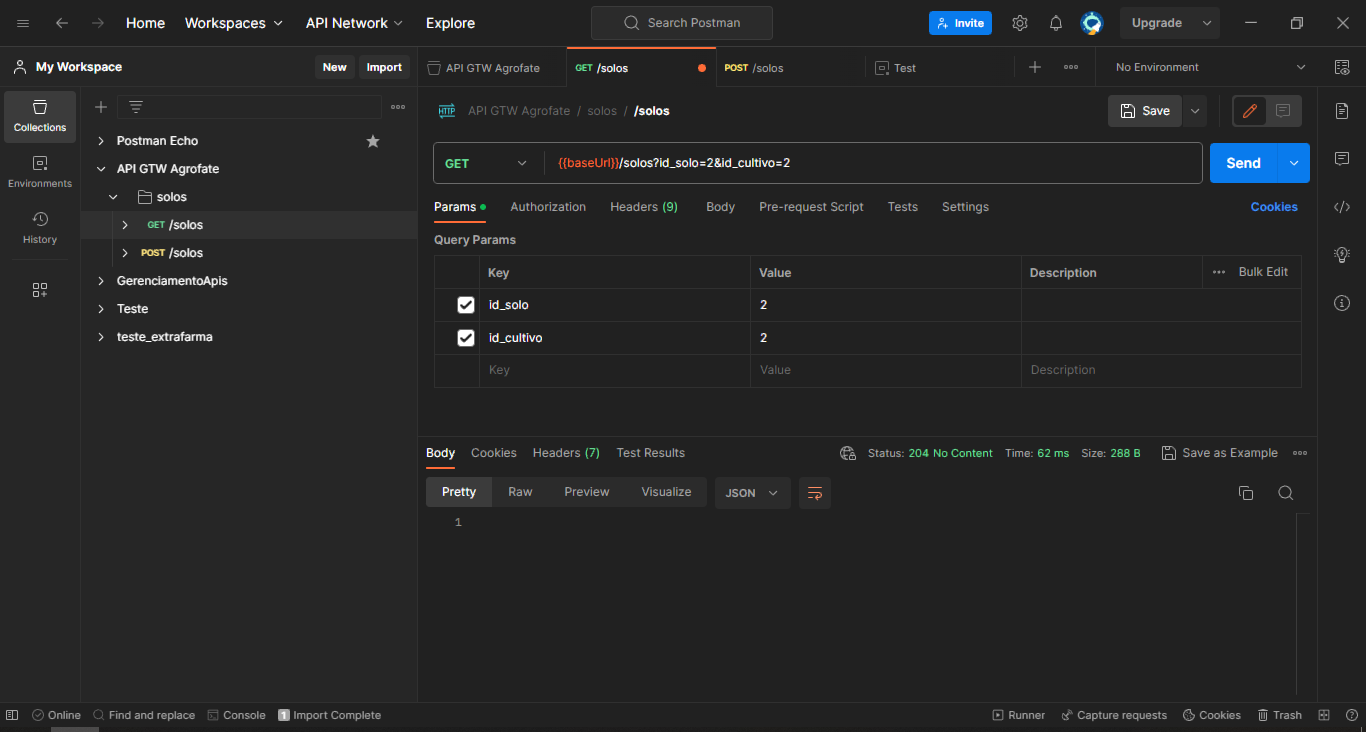 Home Workspaces API Network Explore Search Postman Invite Upgrade
My Workspace New Import
API GTW Agrofate GET /solos POST /solos Test No Environment
Collections
Environments
History
Postman Echo
API GTW Agrofate
solos
GET /solos
POST /solos
GerenciamentoApis
Teste
teste_extrafarma
HTTP API GTW Agrofate / solos / /solos Save
GET {{baseUrl}}/solos?id_solo=2&id_cultivo=2 Send
Params Authorization Headers (9) Body Pre-request Script Tests Settings Cookies
Query Params
Key Value Description Bulk Edit
id_solo 2
id_cultivo 2
Key Value Description
Body Cookies Headers (7) Test Results Status: 204 No Content Time: 62 ms Size: 288 B Save as Example
Pretty Raw Preview Visualize JSON
1
Online Find and replace Console 1 Import Complete Runner Capture requests Cookies Trash